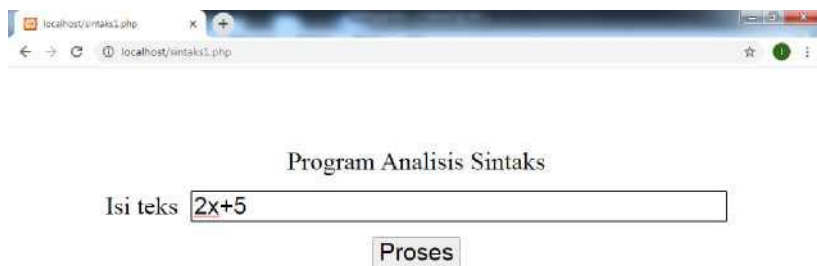 localhost/sintaks1.php
localhost/sintaks1.php
Program Analisis Sintaks
Isi teks 2x+5
Proses